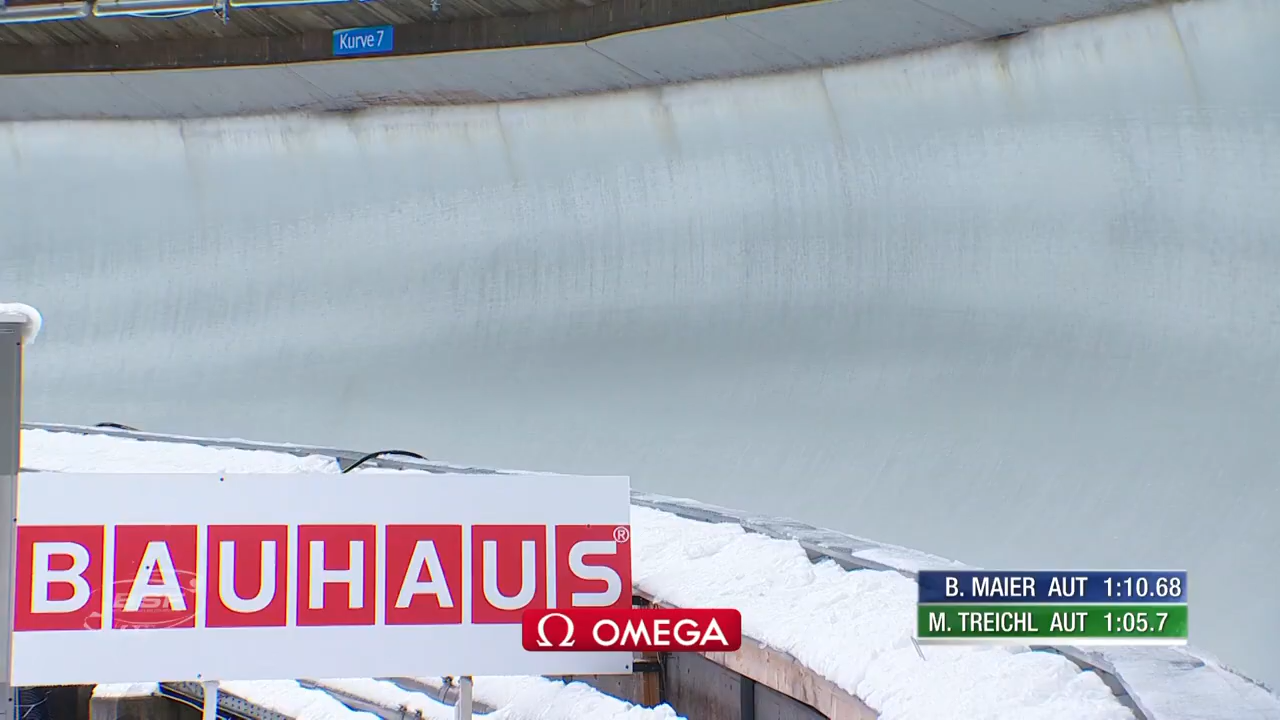 Kurve 7
BAUHAUS®
Ω OMEGA
B. MAIER AUT 1:10.68
M. TREICHL AUT 1:05.7